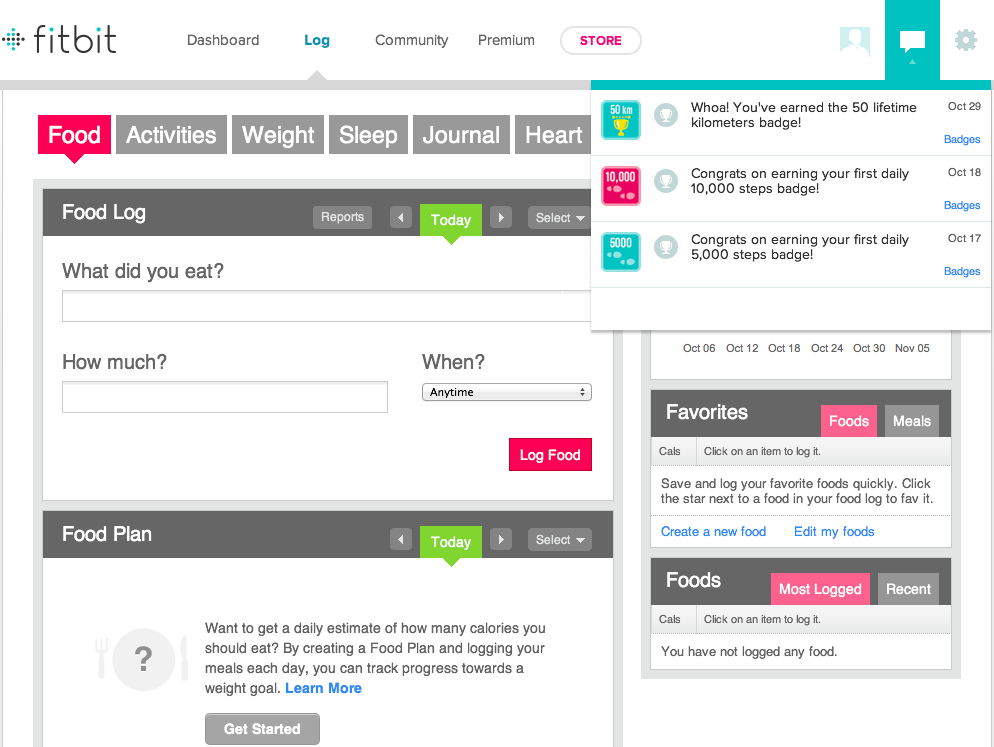 fitbit
Dashboard
Log
Community
Premium
STORE
50 km
Whoa! You've earned the 50 lifetime
kilometers badge!
Oct 29
Badges
10,000
Congrats on earning your first daily
10,000 steps badge!
Oct 18
Badges
5000
Congrats on earning your first daily
5,000 steps badge!
Oct 17
Badges
Food
Activities
Weight
Sleep
Journal
Heart
Food Log
Reports
Today
Select
What did you eat?
How much?
When?
Anytime
Log Food
Food Plan
Today
Select
?
Want to get a daily estimate of how many calories you
should eat? By creating a Food Plan and logging your
meals each day, you can track progress towards a
weight goal. Learn More
Get Started
Oct 06 Oct 12 Oct 18 Oct 24 Oct 30 Nov 05
Favorites
Foods
Meals
Cals
Click on an item to log it.
Save and log your favorite foods quickly. Click
the star next to a food in your food log to fav it.
Create a new food
Edit my foods
Foods
Most Logged
Recent
Cals
Click on an item to log it.
You have not logged any food.